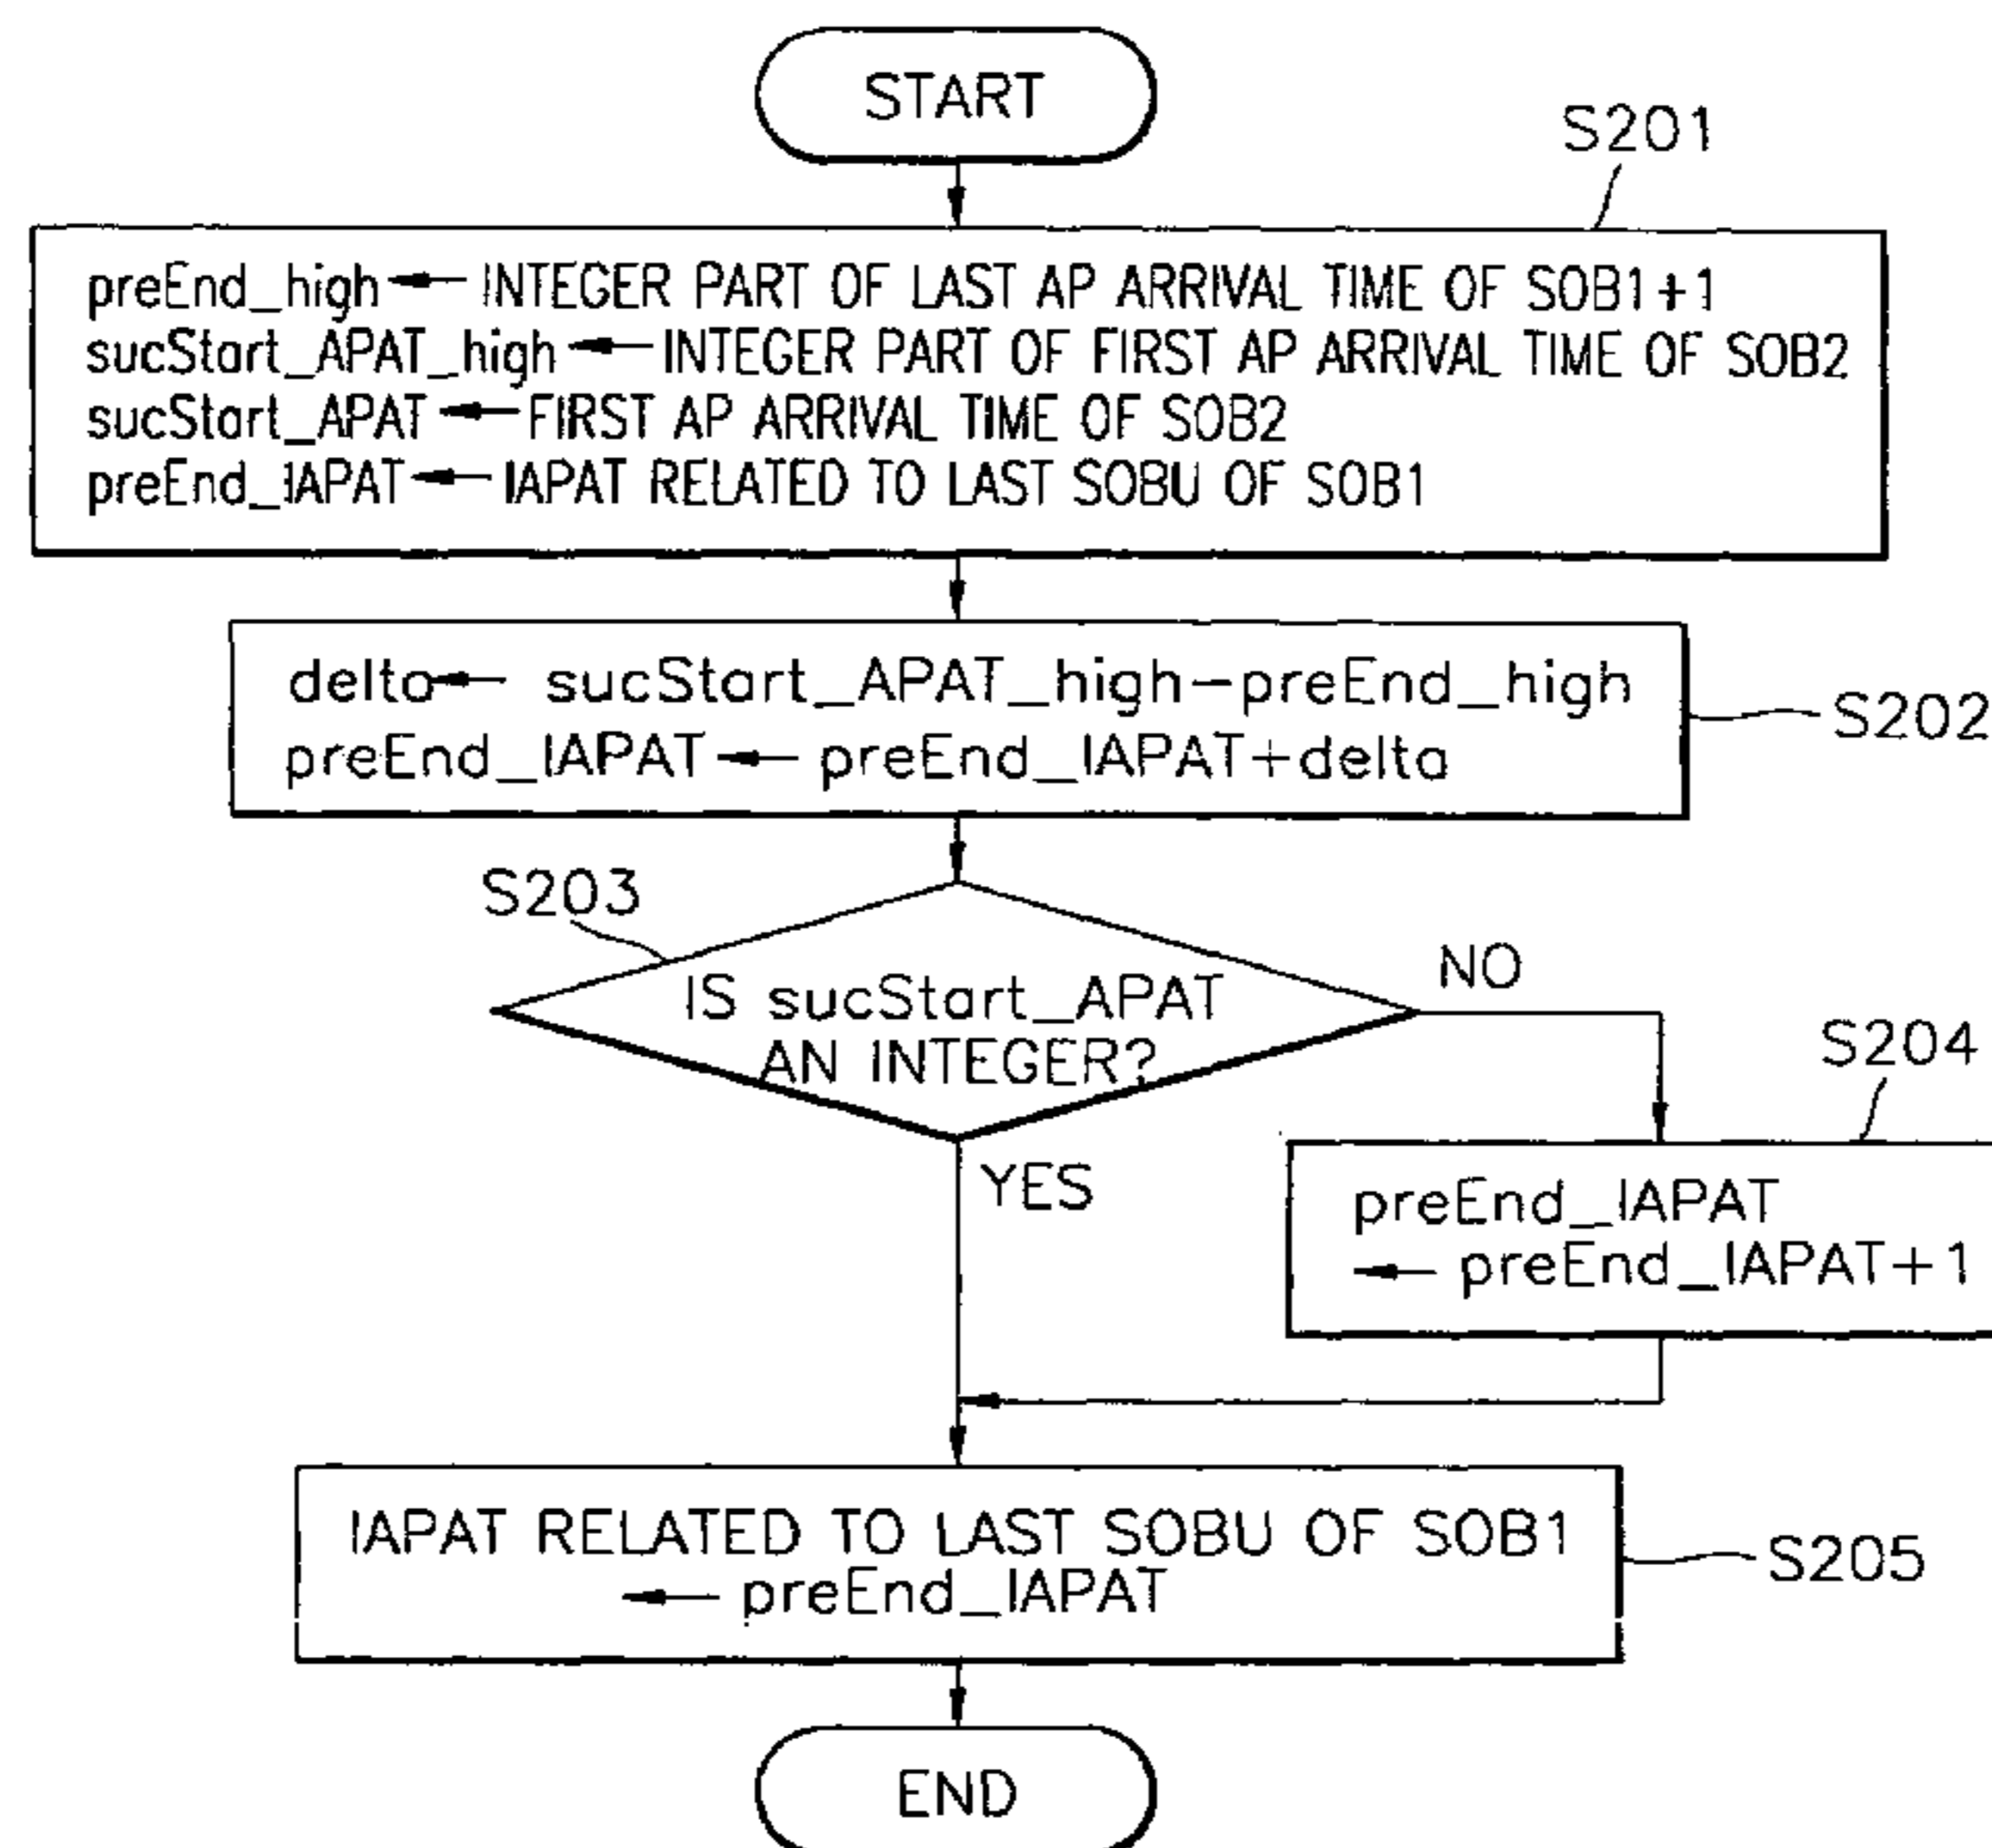 START
S201
preEnd_high ← INTEGER PART OF LAST AP ARRIVAL TIME OF SOB1+1
sucStart_APAT_high ← INTEGER PART OF FIRST AP ARRIVAL TIME OF SOB2
sucStart_APAT ← FIRST AP ARRIVAL TIME OF SOB2
preEnd_IAPAT ← IAPAT RELATED TO LAST SOBU OF SOB1
delta ← sucStart_APAT_high-preEnd_high
preEnd_IAPAT ← preEnd_IAPAT+delta
S202
S203
IS sucStart_APAT
AN INTEGER?
NO
YES
S204
preEnd_IAPAT
← preEnd_IAPAT+1
IAPAT RELATED TO LAST SOBU OF SOB1
← preEnd_IAPAT
S205
END